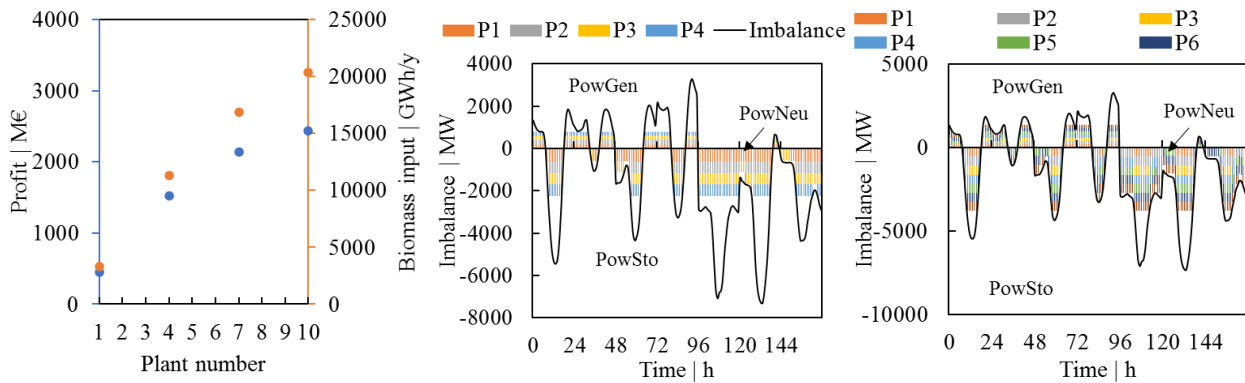 4000
3000
2000
1000
0
Profit | M€
25000
20000
15000
10000
5000
0
Biomass input | GWh/y
1 2 3 4 5 6 7 8 9 10
Plant number
P1 P2 P3 P4 Imbalance
4000
2000
0
-2000
-4000
-6000
-8000
Imbalance | MW
PowGen
PowNeu
PowSto
0 24 48 72 96 120 144
Time | h
P1 P2 P3
P4 P5 P6
5000
0
-5000
-10000
Imbalance | MW
PowGen
PowNeu
PowSto
0 24 48 72 96 120 144
Time | h